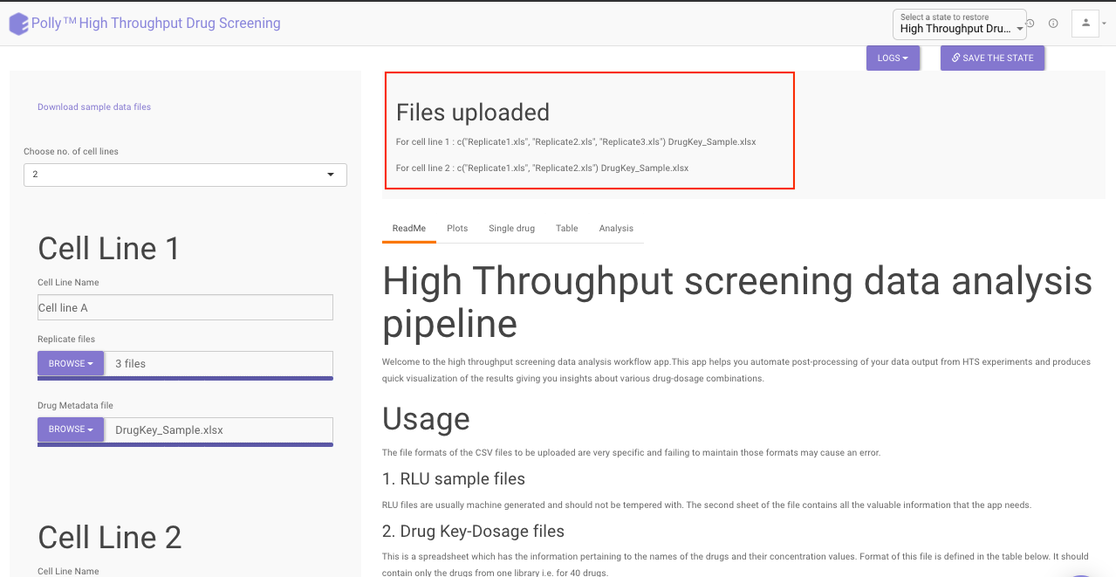 Polly™High Throughput Drug Screening
Select a state to restore
High Throughput Dru...
LOGS
SAVE THE STATE
Download sample data files
Choose no. of cell lines
2
Cell Line 1
Cell Line Name
Cell line A
Replicate files
BROWSE
3 files
Drug Metadata file
BROWSE
DrugKey_Sample.xlsx
Cell Line 2
Cell Line Name
Files uploaded
For cell line 1 : c("Replicate1.xls", "Replicate2.xls", "Replicate3.xls") DrugKey_Sample.xlsx
For cell line 2 : c("Replicate1.xls", "Replicate2.xls") DrugKey_Sample.xlsx
ReadMe
Plots
Single drug
Table
Analysis
High Throughput screening data analysis
pipeline
Welcome to the high throughput screening data analysis workflow app.This app helps you automate post-processing of your data output from HTS experiments and produces
quick visualization of the results giving you insights about various drug-dosage combinations.
Usage
The file formats of the CSV files to be uploaded are very specific and failing to maintain those formats may cause an error.
1. RLU sample files
RLU files are usually machine generated and should not be tempered with. The second sheet of the file contains all the valuable information that the app needs.
2. Drug Key-Dosage files
This is a spreadsheet which has the information pertaining to the names of the drugs and their concentration values. Format of this file is defined in the table below. It should
contain only the drugs from one library i.e. for 40 drugs.